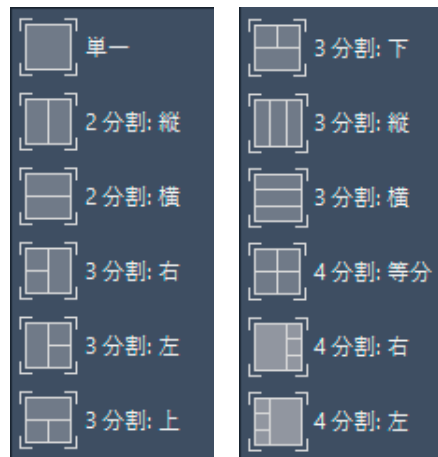 単一
2 分割: 縦
2 分割: 横
3 分割: 右
3 分割: 左
3 分割: 上
3 分割: 下
3 分割: 縦
3 分割: 横
4 分割: 等分
4 分割: 右
4 分割: 左